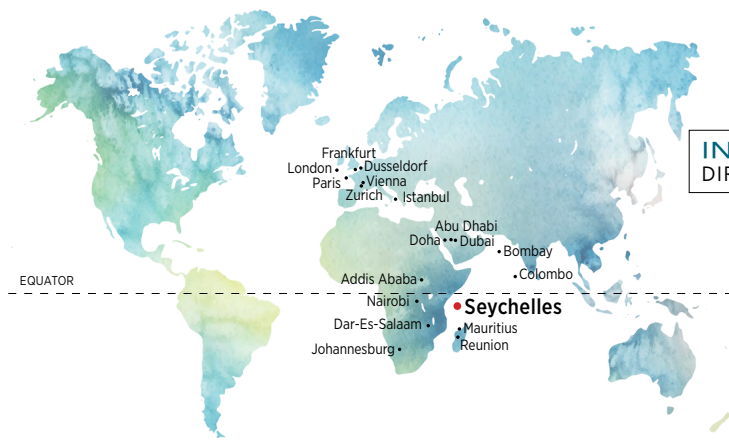 Frankfurt
London
Dusseldorf
Paris
Vienna
Zurich
Istanbul
IN
DIR
Abu Dhabi
Doha
Dubai
Bombay
Colombo
EQUATOR
Addis Ababa
Nairobi
Seychelles
Dar-Es-Salaam
Mauritius
Johannesburg
Reunion